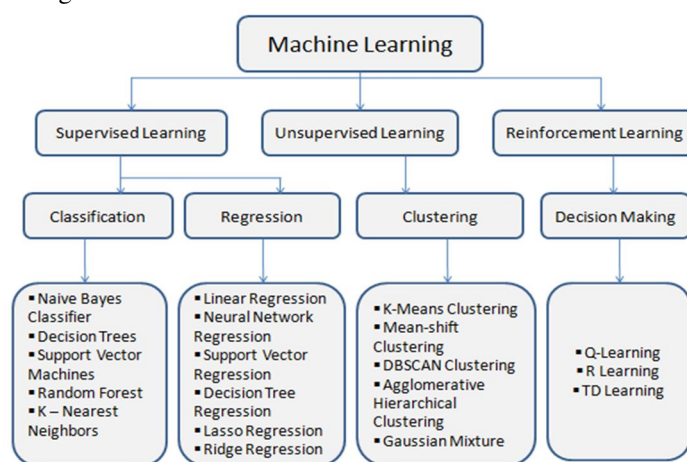 Machine Learning
Supervised Learning
Unsupervised Learning
Reinforcement Learning
Classification
Regression
Clustering
Decision Making
▪ Naive Bayes
Classifier
▪ Decision Trees
▪ Support Vector
Machines
▪ Random Forest
▪ K – Nearest
Neighbors
▪ Linear Regression
▪ Neural Network
Regression
▪ Support Vector
Regression
▪ Decision Tree
Regression
▪ Lasso Regression
▪ Ridge Regression
▪ K-Means Clustering
▪ Mean-shift
Clustering
▪ DBSCAN Clustering
▪ Agglomerative
Hierarchical
Clustering
▪ Gaussian Mixture
▪ Q-Learning
▪ R Learning
▪ TD Learning